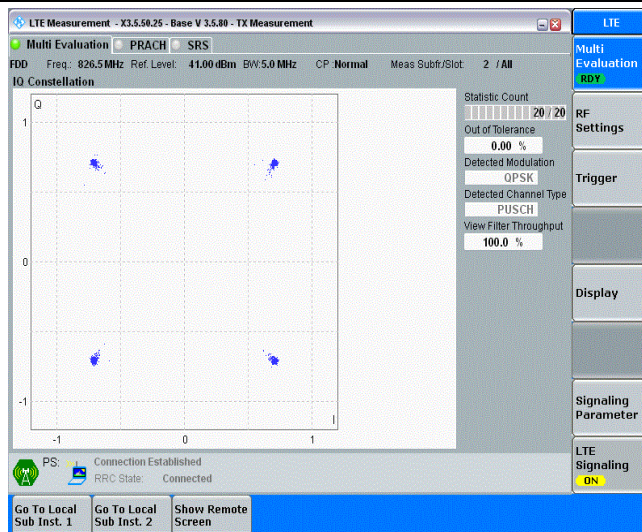 LTE Measurement - X3.5.50.25 - Base V 3.5.80 - TX Measurement
LTE
Multi Evaluation PRACH SRS
FDD Freq.: 826.5 MHz Ref. Level: 41.00 dBm BW: 5.0 MHz CP : Normal Meas Subfr./Slot: 2 / All
IQ Constellation
Q
1
0
-1
-1 0 1
I
Statistic Count
20 / 20
Out of Tolerance
0.00 %
Detected Modulation
QPSK
Detected Channel Type
PUSCH
View Filter Throughput
100.0 %
PS: Connection Established
RRC State: Connected
Multi
Evaluation
RDY
RF
Settings
Trigger
Display
Signaling
Parameter
LTE
Signaling
ON
Go To Local
Sub Inst. 1
Go To Local
Sub Inst. 2
Show Remote
Screen